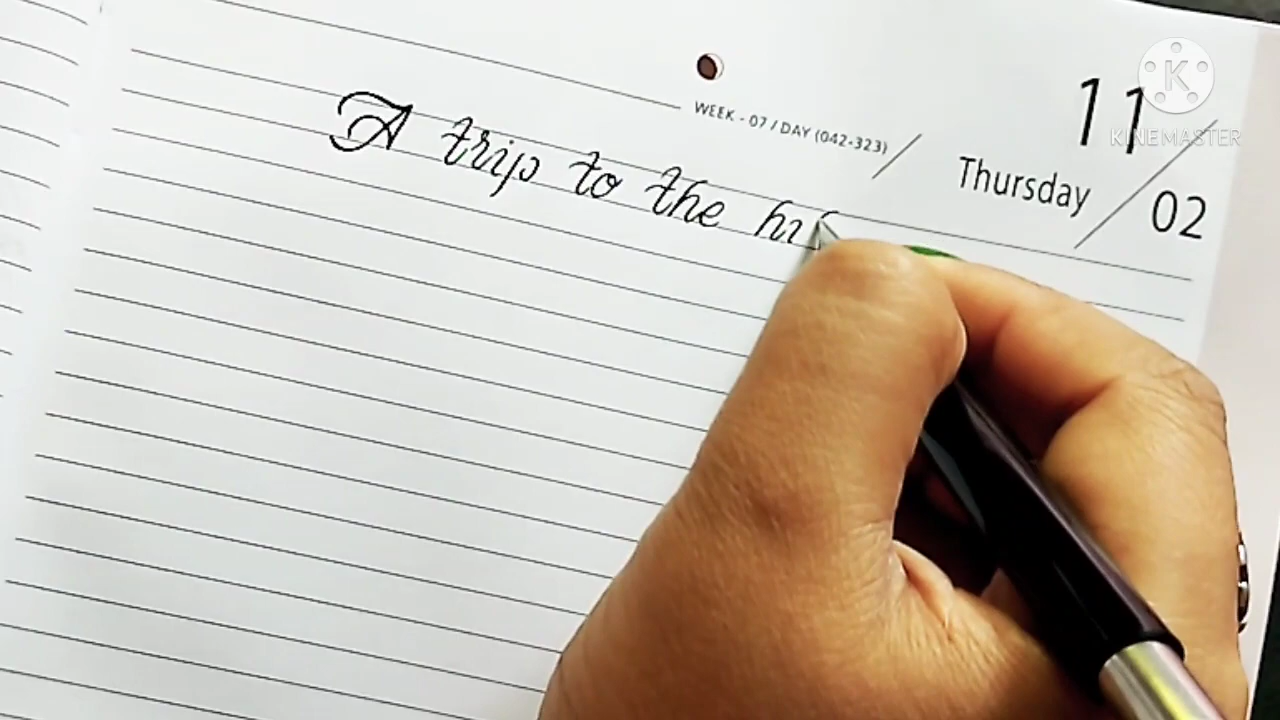 11
WEEK - 07 / DAY (042-323)
Thursday
02
KINEMASTER
A trip to the